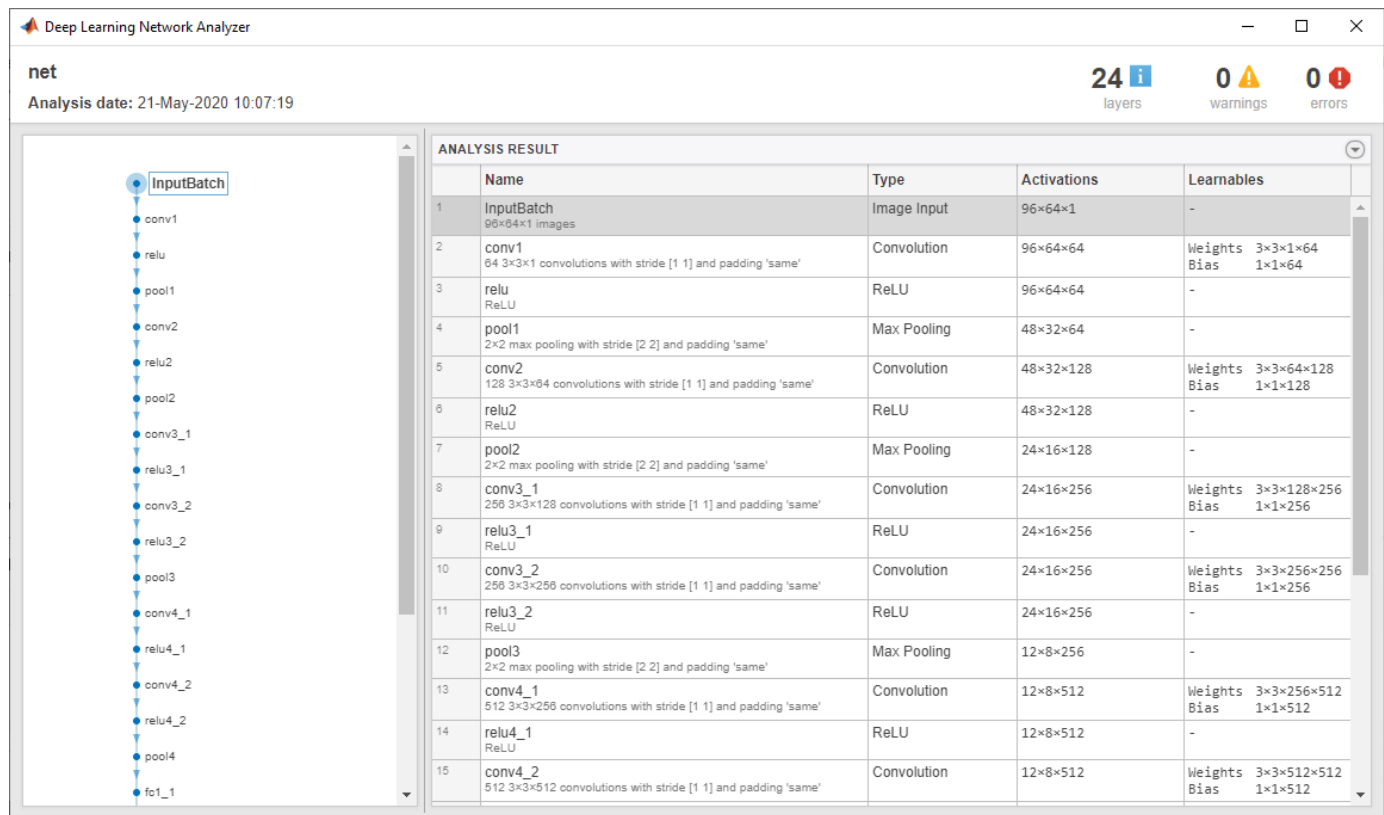 Deep Learning Network Analyzer
net
Analysis date: 21-May-2020 10:07:19
24 i
layers
0
warnings
0
errors
InputBatch
conv1
relu
pool1
conv2
relu2
pool2
conv3_1
relu3_1
conv3_2
relu3_2
pool3
conv4_1
relu4_1
conv4_2
relu4_2
pool4
fc1_1
ANALYSIS RESULT
Name Type Activations Learnables
1 InputBatch Image Input 96×64×1 -
96×64×1 images
2 conv1 Convolution 96×64×64 Weights 3×3×1×64
64 3×3×1 convolutions with stride [1 1] and padding 'same' Bias 1×1×64
3 relu ReLU 96×64×64 -
ReLU
4 pool1 Max Pooling 48×32×64 -
2×2 max pooling with stride [2 2] and padding 'same'
5 conv2 Convolution 48×32×128 Weights 3×3×64×128
128 3×3×64 convolutions with stride [1 1] and padding 'same' Bias 1×1×128
6 relu2 ReLU 48×32×128 -
ReLU
7 pool2 Max Pooling 24×16×128 -
2×2 max pooling with stride [2 2] and padding 'same'
8 conv3_1 Convolution 24×16×256 Weights 3×3×128×256
256 3×3×128 convolutions with stride [1 1] and padding 'same' Bias 1×1×256
9 relu3_1 ReLU 24×16×256 -
ReLU
10 conv3_2 Convolution 24×16×256 Weights 3×3×256×256
256 3×3×256 convolutions with stride [1 1] and padding 'same' Bias 1×1×256
11 relu3_2 ReLU 24×16×256 -
ReLU
12 pool3 Max Pooling 12×8×256 -
2×2 max pooling with stride [2 2] and padding 'same'
13 conv4_1 Convolution 12×8×512 Weights 3×3×256×512
512 3×3×256 convolutions with stride [1 1] and padding 'same' Bias 1×1×512
14 relu4_1 ReLU 12×8×512 -
ReLU
15 conv4_2 Convolution 12×8×512 Weights 3×3×512×512
512 3×3×512 convolutions with stride [1 1] and padding 'same' Bias 1×1×512